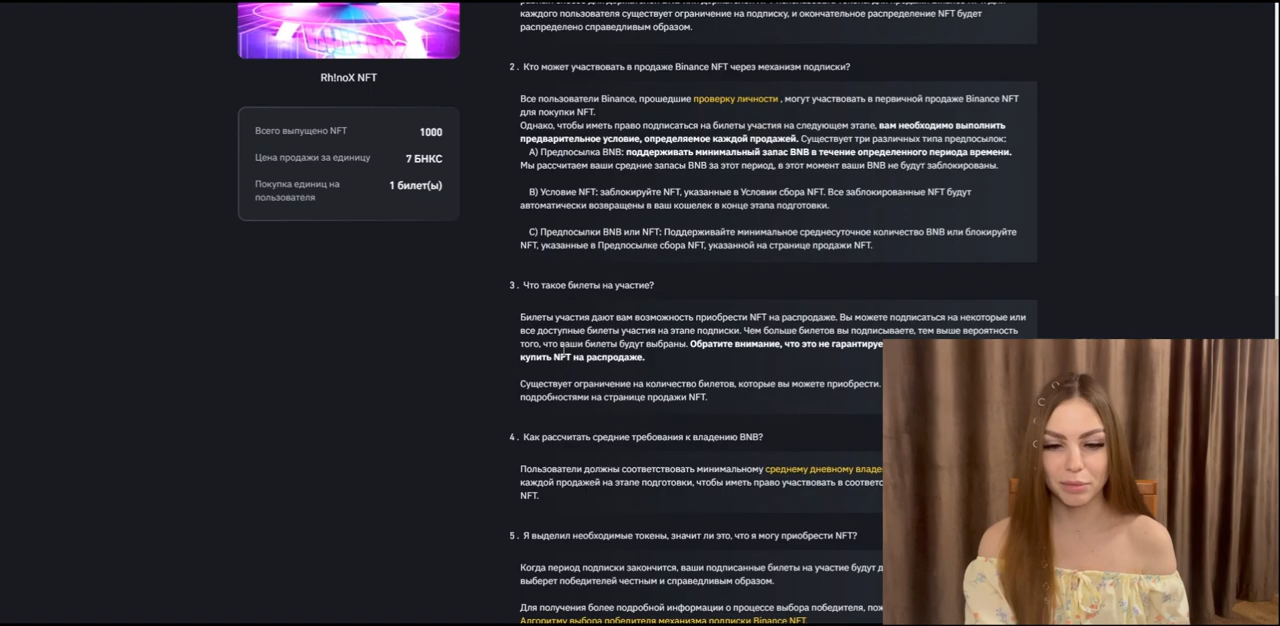 Rh!noX NFT
Всего выпущено NFT 1000
Цена продажи за единицу 7 БНКС
Покупка единиц на 1 билет(ы)
пользователя
каждого пользователя существует ограничение на подписку, и окончательное распределение NFT будет
распределено справедливым образом.
2 . Кто может участвовать в продаже Binance NFT через механизм подписки?
Все пользователи Binance, прошедшие проверку личности , могут участвовать в первичной продаже Binance NFT
для покупки NFT.
Однако, чтобы иметь право подписаться на билеты участия на следующем этапе, вам необходимо выполнить
предварительное условие, определяемое каждой продажей. Существует три различных типа предпосылок:
A) Предпосылка BNB: поддерживать минимальный запас BNB в течение определенного периода времени.
Мы рассчитаем ваши средние запасы BNB за этот период, в этот момент ваши BNB не будут заблокированы.
B) Условие NFT: заблокируйте NFT, указанные в Условии сбора NFT. Все заблокированные NFT будут
автоматически возвращены в ваш кошелек в конце этапа подготовки.
C) Предпосылки BNB или NFT: Поддерживайте минимальное среднесуточное количество BNB или блокируйте
NFT, указанные в Предпосылке сбора NFT, указанной на странице продажи NFT.
3 . Что такое билеты на участие?
Билеты участия дают вам возможность приобрести NFT на распродаже. Вы можете подписаться на некоторые или
все доступные билеты участия на этапе подписки. Чем больше билетов вы подписываете, тем выше вероятность
того, что ваши билеты будут выбраны. Обратите внимание, что это не гарантируе
купить NFT на распродаже.
Существует ограничение на количество билетов, которые вы можете приобрести.
подробностями на странице продажи NFT.
4 . Как рассчитать средние требования к владению BNB?
Пользователи должны соответствовать минимальному среднему дневному владе
каждой продажей на этапе подготовки, чтобы иметь право участвовать в соответс
NFT.
5 . Я выделил необходимые токены, значит ли это, что я могу приобрести NFT?
Когда период подписки закончится, ваши подписанные билеты на участие будут д
выберет победителей честным и справедливым образом.
Для получения более подробной информации о процессе выбора победителя, пож
Алгоритму выбора победителя механизма подписки Binance NFT.